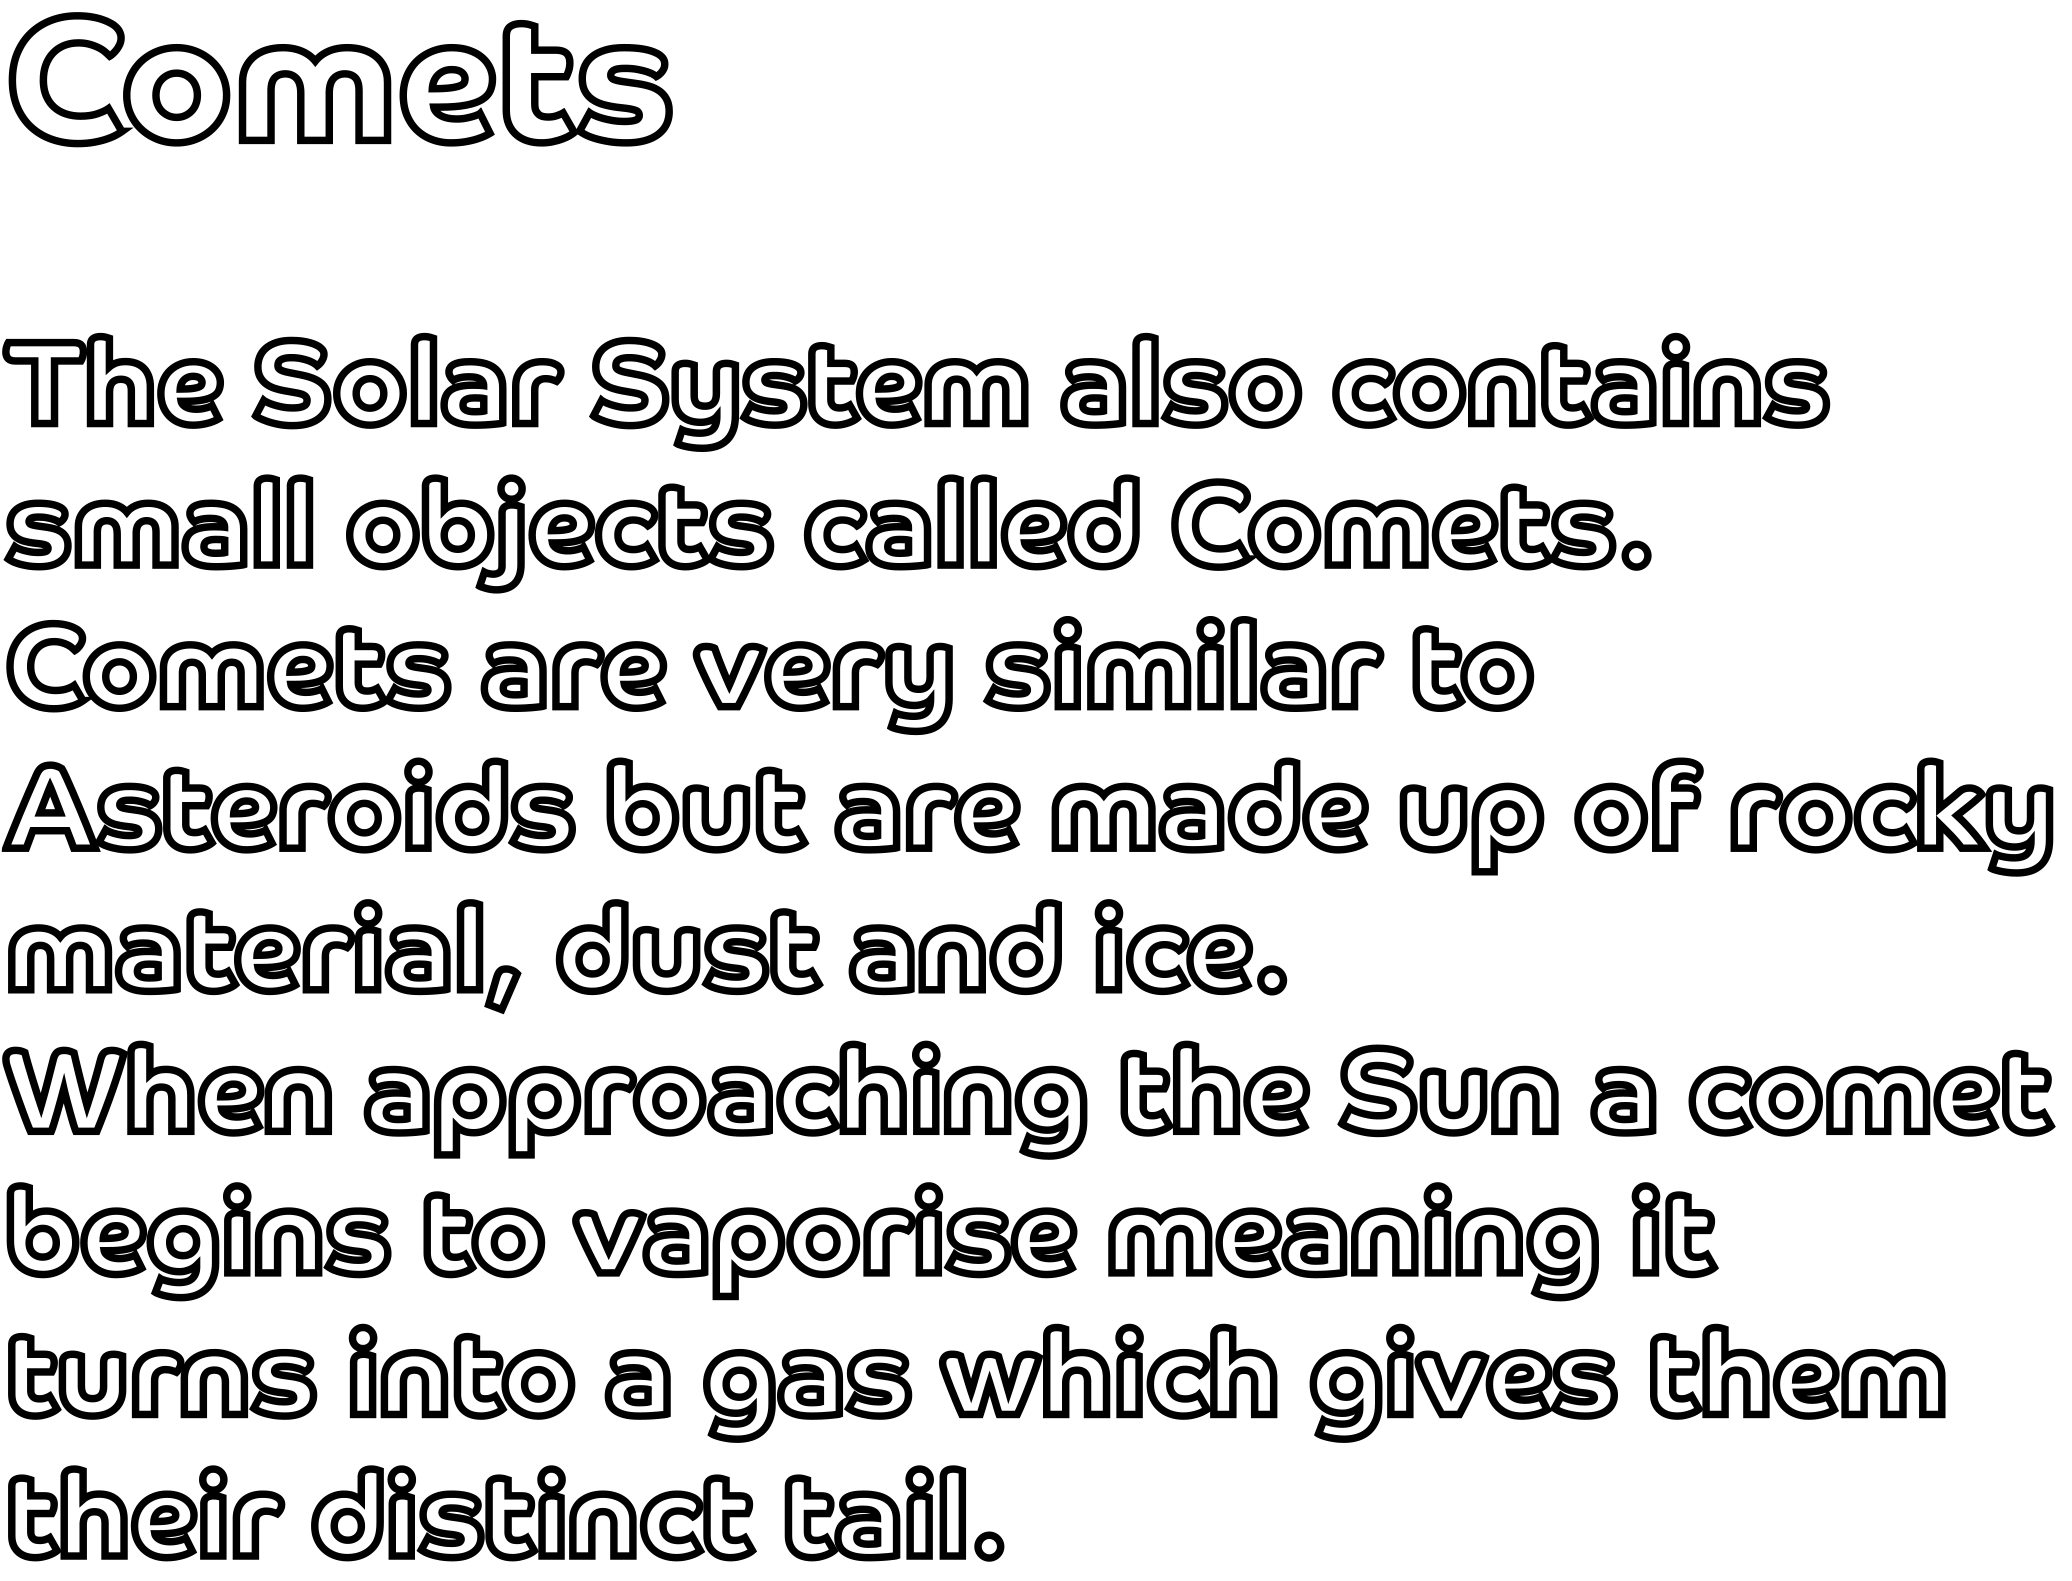 Comets
The Solar System also contains
small objects called Comets.
Comets are very similar to
Asteroids but are made up of rocky
material, dust and ice.
When approaching the Sun a comet
begins to vaporise meaning it
turns into a gas which gives them
their distinct tail.